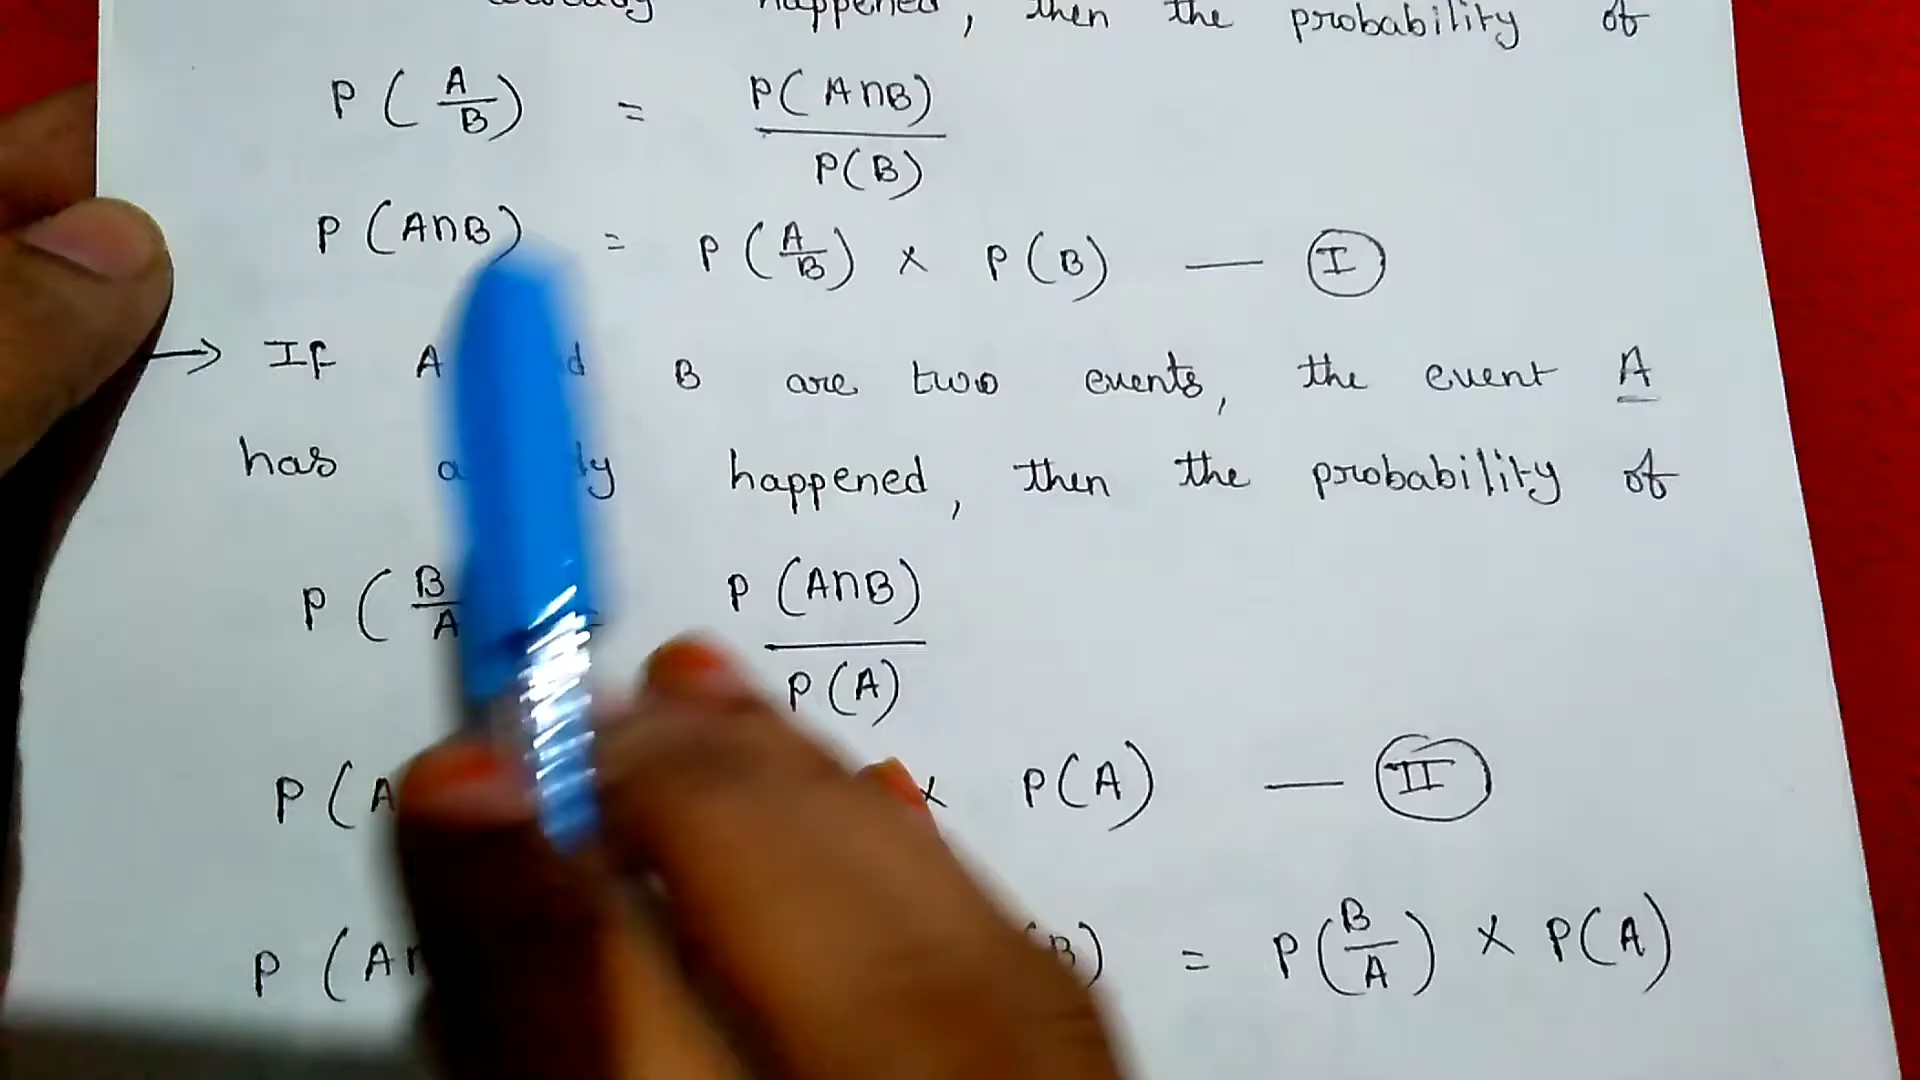 happened, then the probability of
P(A/B) = P(A∩B)/P(B)
P(A∩B) = P(A/B) × P(B) — I
→ If A B are two events, the event A
has happened, then the probability of
P(B/A = P(A∩B)/P(A)
P(A × P(A) — II
P(A B) = P(B/A) × P(A)